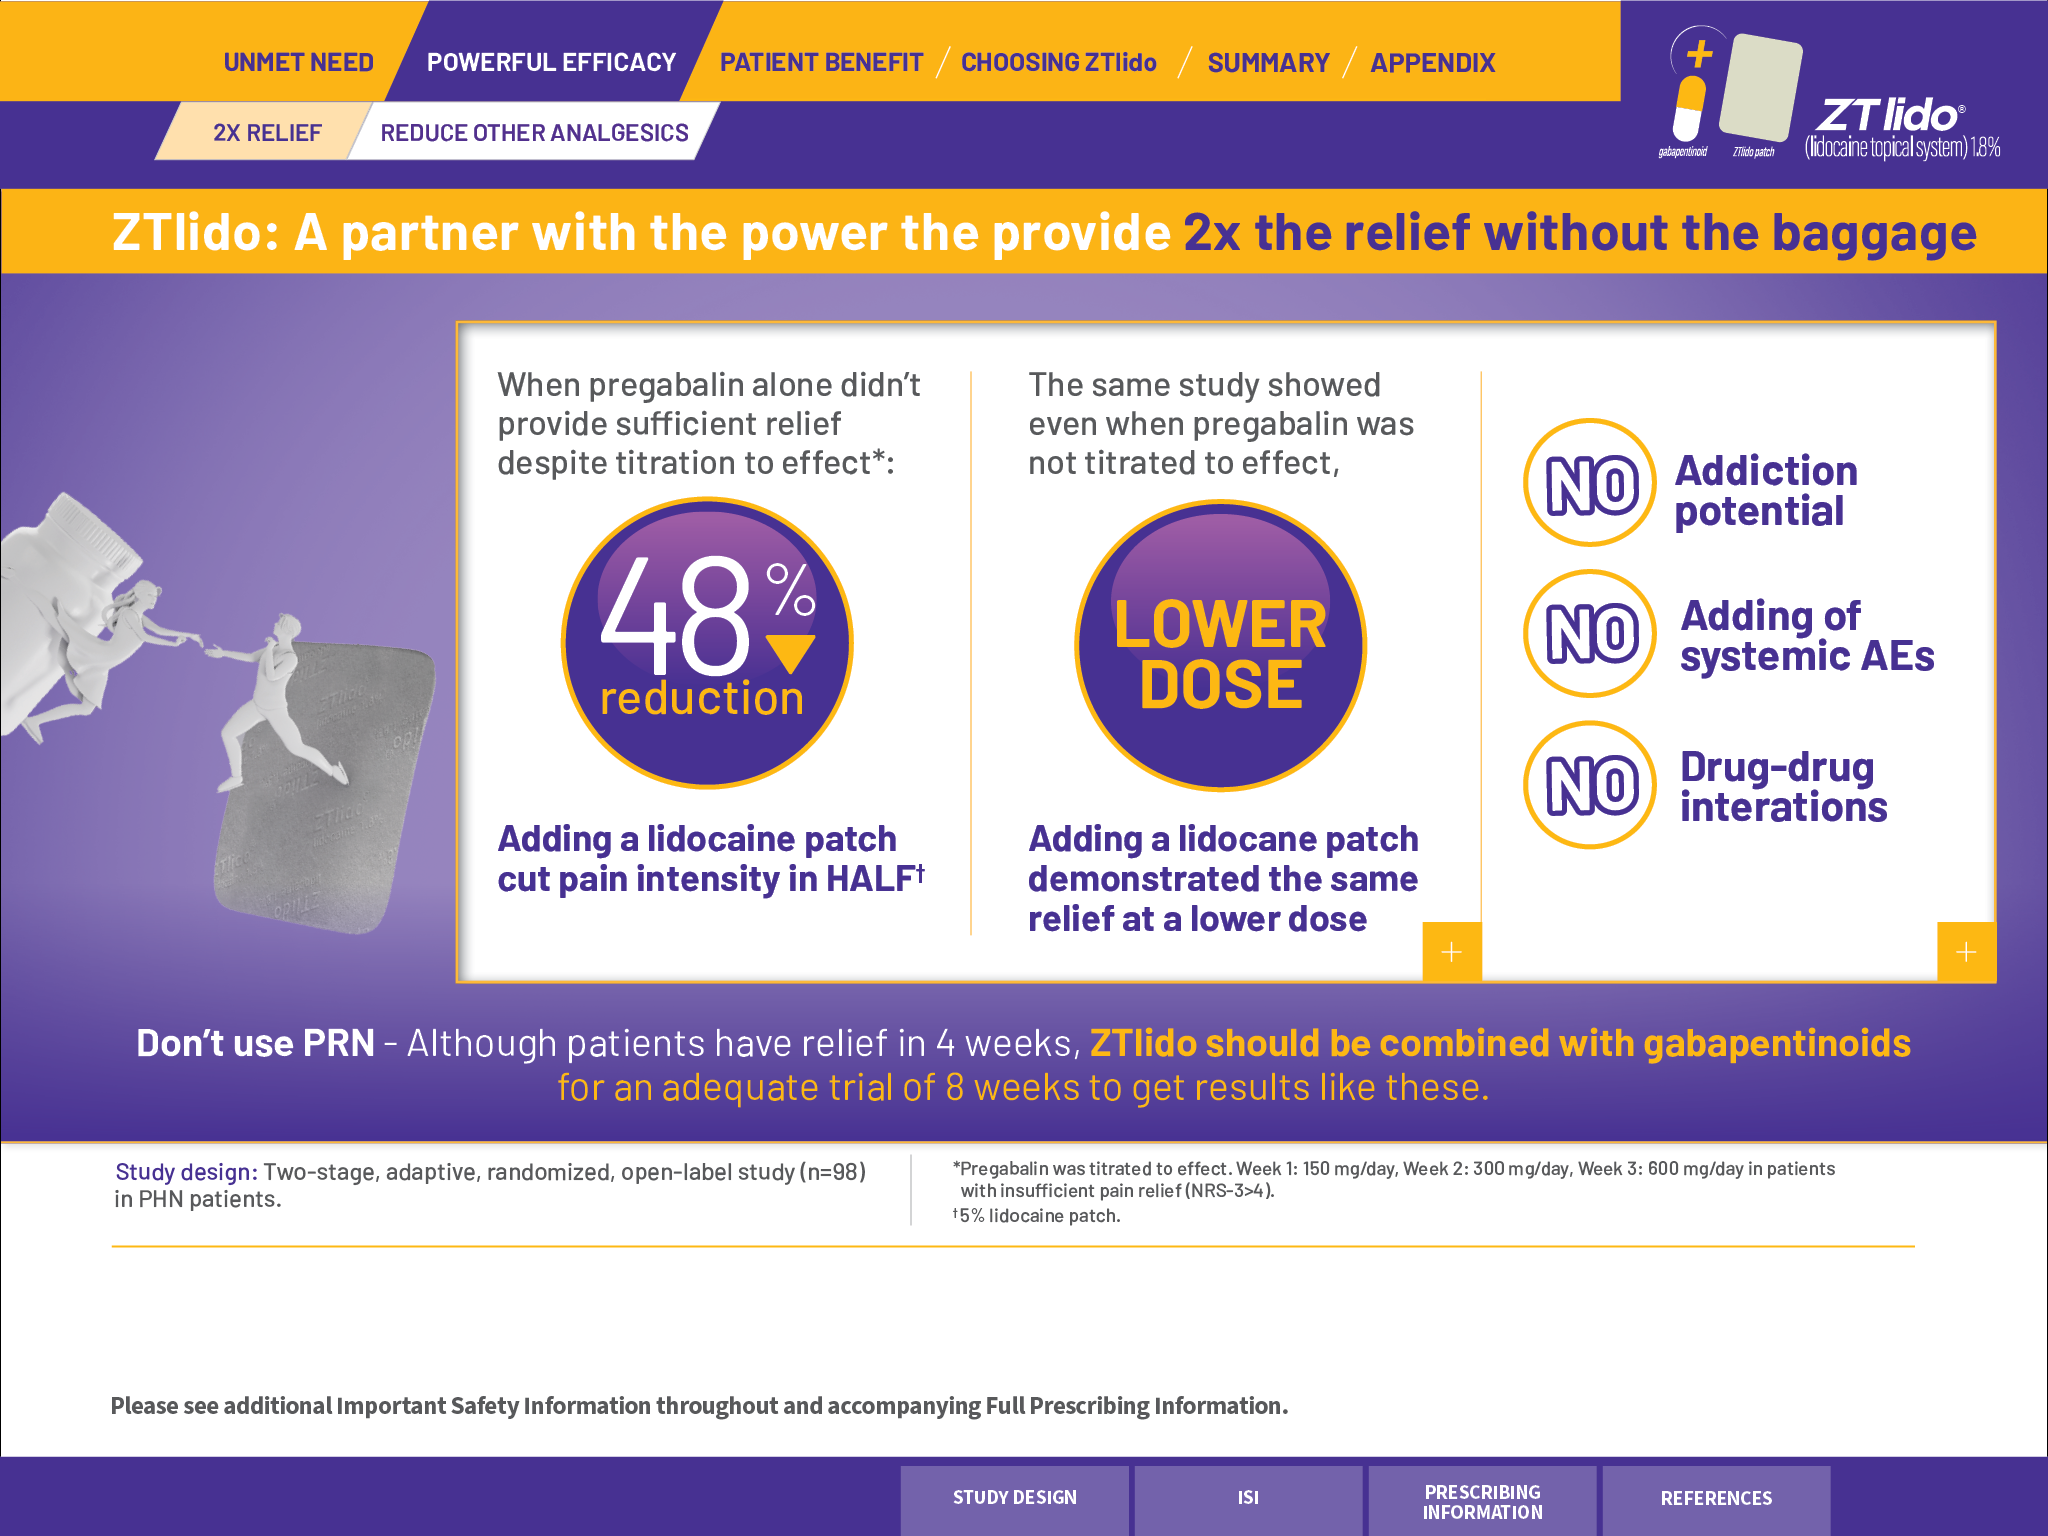 UNMET NEED
POWERFUL EFFICACY
PATIENT BENEFIT
CHOOSING ZTlido
SUMMARY
APPENDIX
2X RELIEF
REDUCE OTHER ANALGESICS
gabapentinoid
ZTlido patch
ZTlido®
(lidocaine topical system) 1.8%
ZTlido: A partner with the power the provide 2x the relief without the baggage
When pregabalin alone didn't
provide sufficient relief
despite titration to effect*:
48%
reduction
Adding a lidocaine patch
cut pain intensity in HALF†
The same study showed
even when pregabalin was
not titrated to effect,
LOWER
DOSE
Adding a lidocane patch
demonstrated the same
relief at a lower dose
+
NO Addiction
potential
NO Adding of
systemic AEs
NO Drug-drug
interations
+
Don't use PRN - Although patients have relief in 4 weeks, ZTlido should be combined with gabapentinoids
for an adequate trial of 8 weeks to get results like these.
Study design: Two-stage, adaptive, randomized, open-label study (n=98)
in PHN patients.
*Pregabalin was titrated to effect. Week 1: 150 mg/day, Week 2: 300 mg/day, Week 3: 600 mg/day in patients
with insufficient pain relief (NRS-3>4).
†5% lidocaine patch.
Please see additional Important Safety Information throughout and accompanying Full Prescribing Information.
STUDY DESIGN
ISI
PRESCRIBING
INFORMATION
REFERENCES